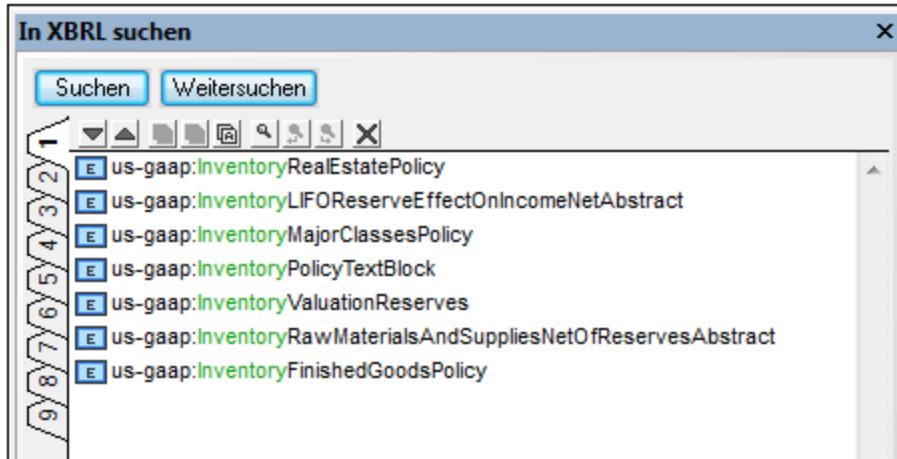 In XBRL suchen
Suchen Weitersuchen
1
2
3
4
5
6
7
8
9
E us-gaap:InventoryRealEstatePolicy
E us-gaap:InventoryLIFOReserveEffectOnIncomeNetAbstract
E us-gaap:InventoryMajorClassesPolicy
E us-gaap:InventoryPolicyTextBlock
E us-gaap:InventoryValuationReserves
E us-gaap:InventoryRawMaterialsAndSuppliesNetOfReservesAbstract
E us-gaap:InventoryFinishedGoodsPolicy